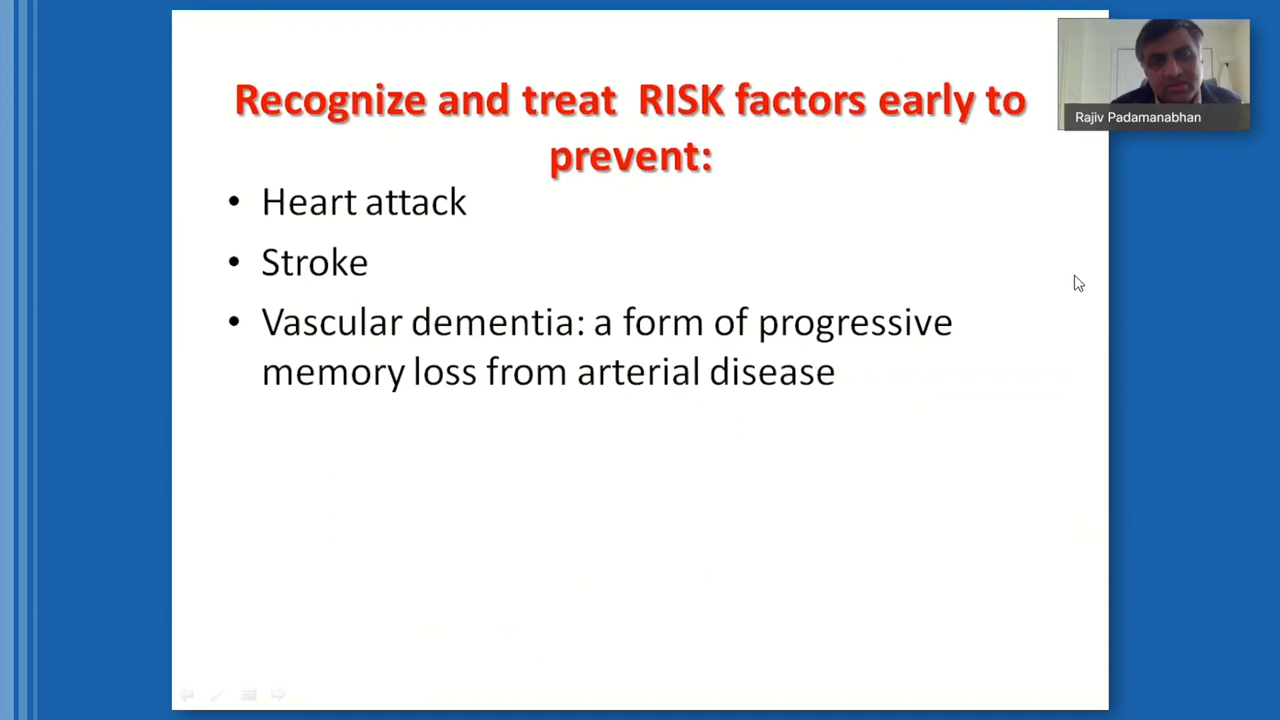 Recognize and treat RISK factors early to
prevent:
• Heart attack
• Stroke
• Vascular dementia: a form of progressive
memory loss from arterial disease
Rajiv Padamanabhan